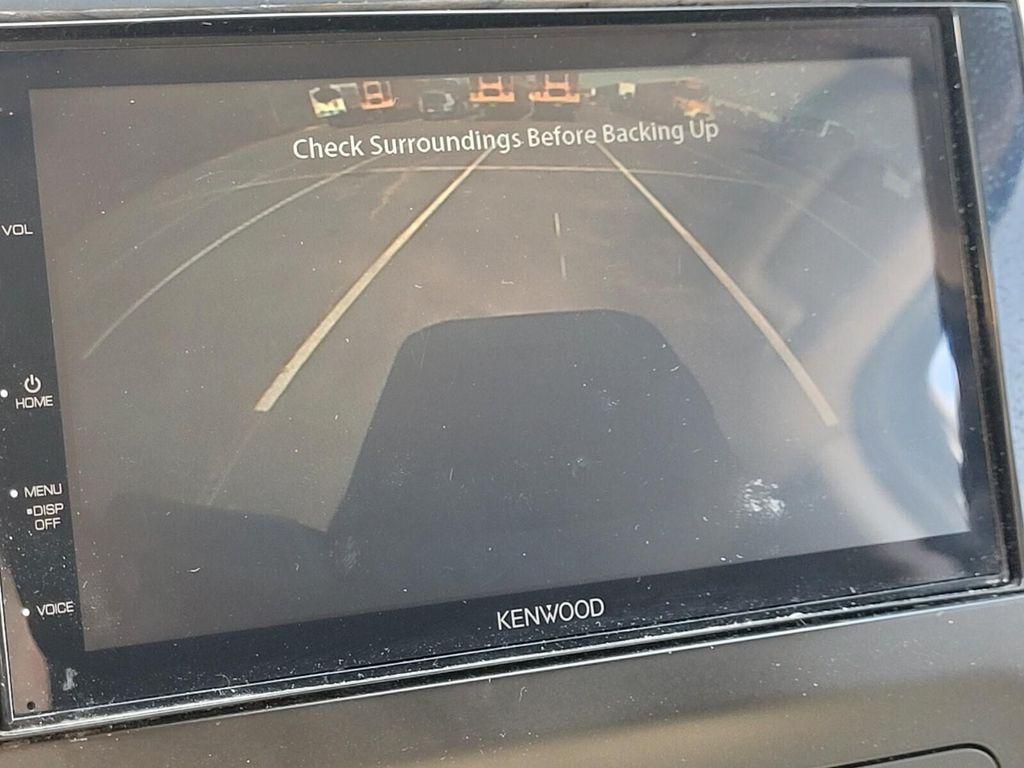 Check Surroundings Before Backing Up
VOL
HOME
MENU
DISP
OFF
VOICE
KENWOOD